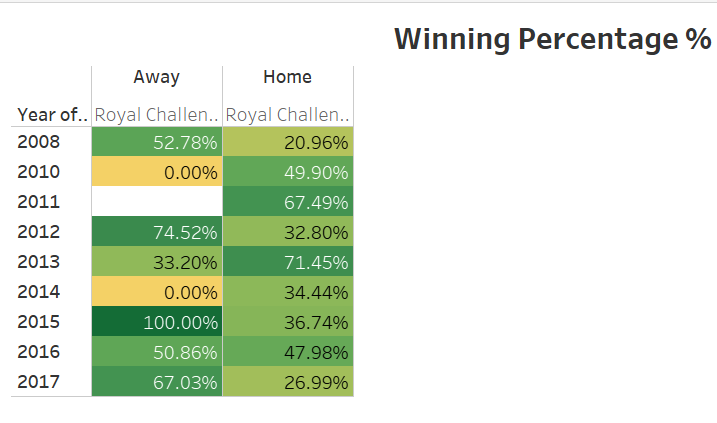 Winning Percentage %
Away Home
Year of.. Royal Challen.. Royal Challen..
2008 52.78% 20.96%
2010 0.00% 49.90%
2011 67.49%
2012 74.52% 32.80%
2013 33.20% 71.45%
2014 0.00% 34.44%
2015 100.00% 36.74%
2016 50.86% 47.98%
2017 67.03% 26.99%